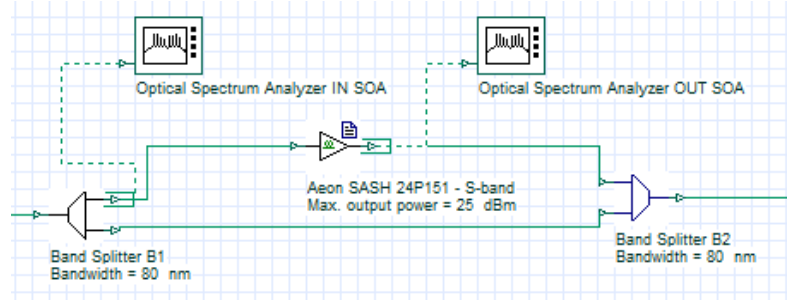 Optical Spectrum Analyzer IN SOA
Optical Spectrum Analyzer OUT SOA
Aeon SASH 24P151 - S-band
Max. output power = 25 dBm
Band Splitter B1
Bandwidth = 80 nm
Band Splitter B2
Bandwidth = 80 nm